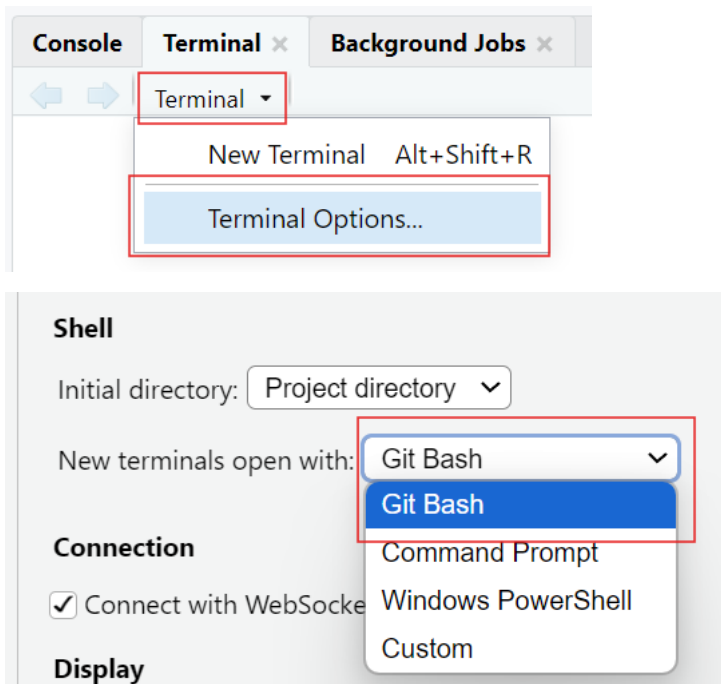 Console Terminal Background Jobs
Terminal
New Terminal Alt+Shift+R
Terminal Options...
Shell
Initial directory: Project directory
New terminals open with: Git Bash
Git Bash
Connection
Command Prompt
Connect with WebSocke
Windows PowerShell
Custom
Display